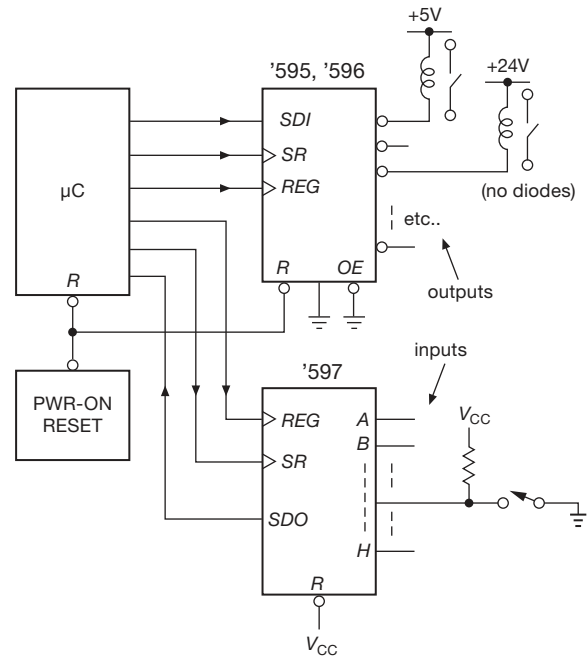 +5V
'595, '596
+24V
SDI
SR
REG
µC
(no diodes)
etc..
R
R
OE
outputs
'597
inputs
PWR-ON
RESET
REG
A
VCC
B
SR
SDO
H
R
VCC